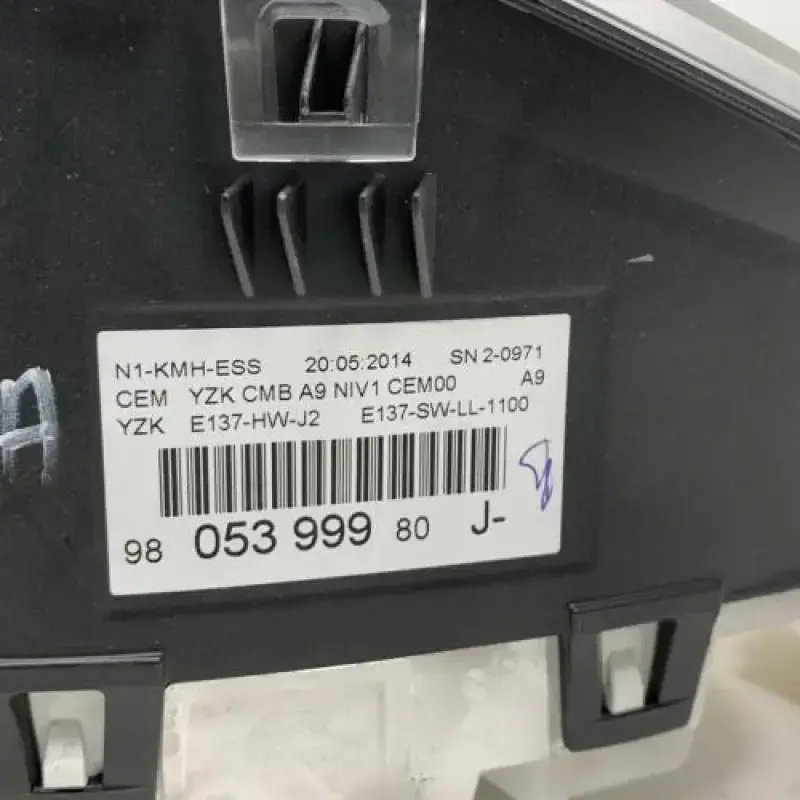 N1-KMH-ESS 20:05:2014 SN 2-0971
CEM YZK CMB A9 NIV1 CEM00 A9
YZK E137-HW-J2 E137-SW-LL-1100
98 053 999 80 J-
A